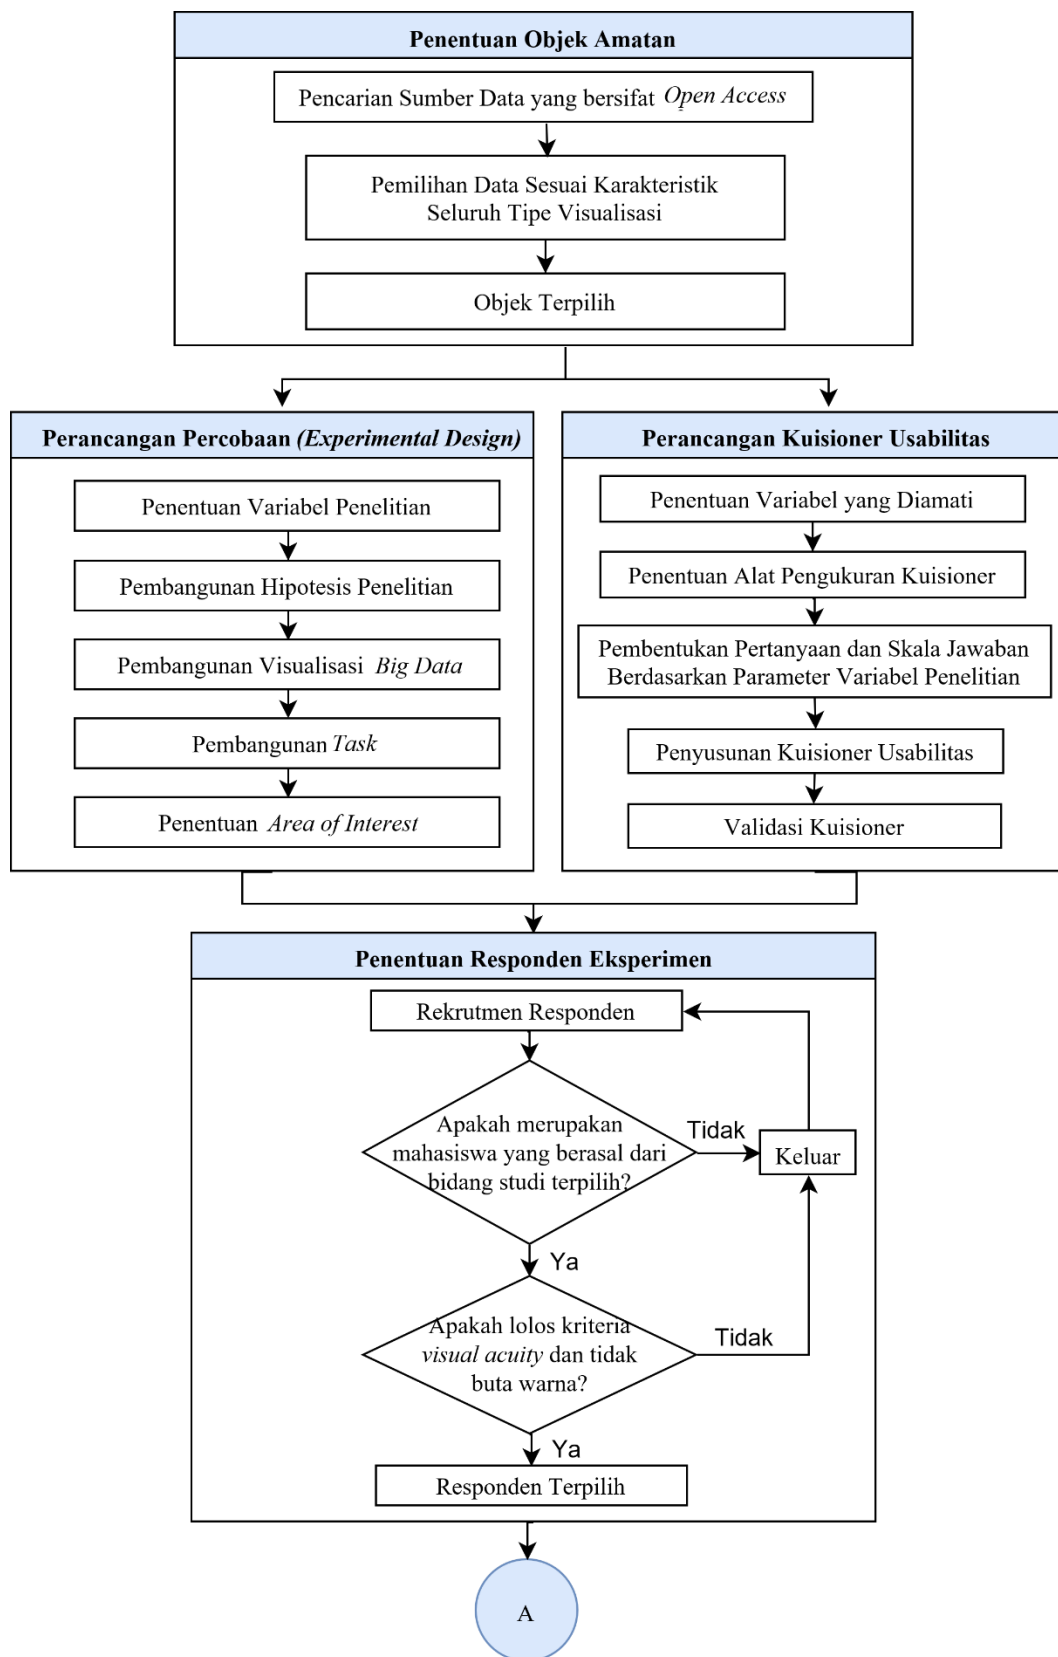 Penentuan Objek Amatan
Pencarian Sumber Data yang bersifat Open Access
Pemilihan Data Sesuai Karakteristik
Seluruh Tipe Visualisasi
Objek Terpilih
Perancangan Percobaan (Experimental Design)
Penentuan Variabel Penelitian
Pembangunan Hipotesis Penelitian
Pembangunan Visualisasi Big Data
Pembangunan Task
Penentuan Area of Interest
Perancangan Kuisioner Usabilitas
Penentuan Variabel yang Diamati
Penentuan Alat Pengukuran Kuisioner
Pembentukan Pertanyaan dan Skala Jawaban
Berdasarkan Parameter Variabel Penelitian
Penyusunan Kuisioner Usabilitas
Validasi Kuisioner
Penentuan Responden Eksperimen
Rekrutmen Responden
Apakah merupakan
mahasiswa yang berasal dari
bidang studi terpilih?
Tidak
Keluar
Ya
Apakah lolos kriteria
visual acuity dan tidak
buta warna?
Tidak
Ya
Responden Terpilih
A